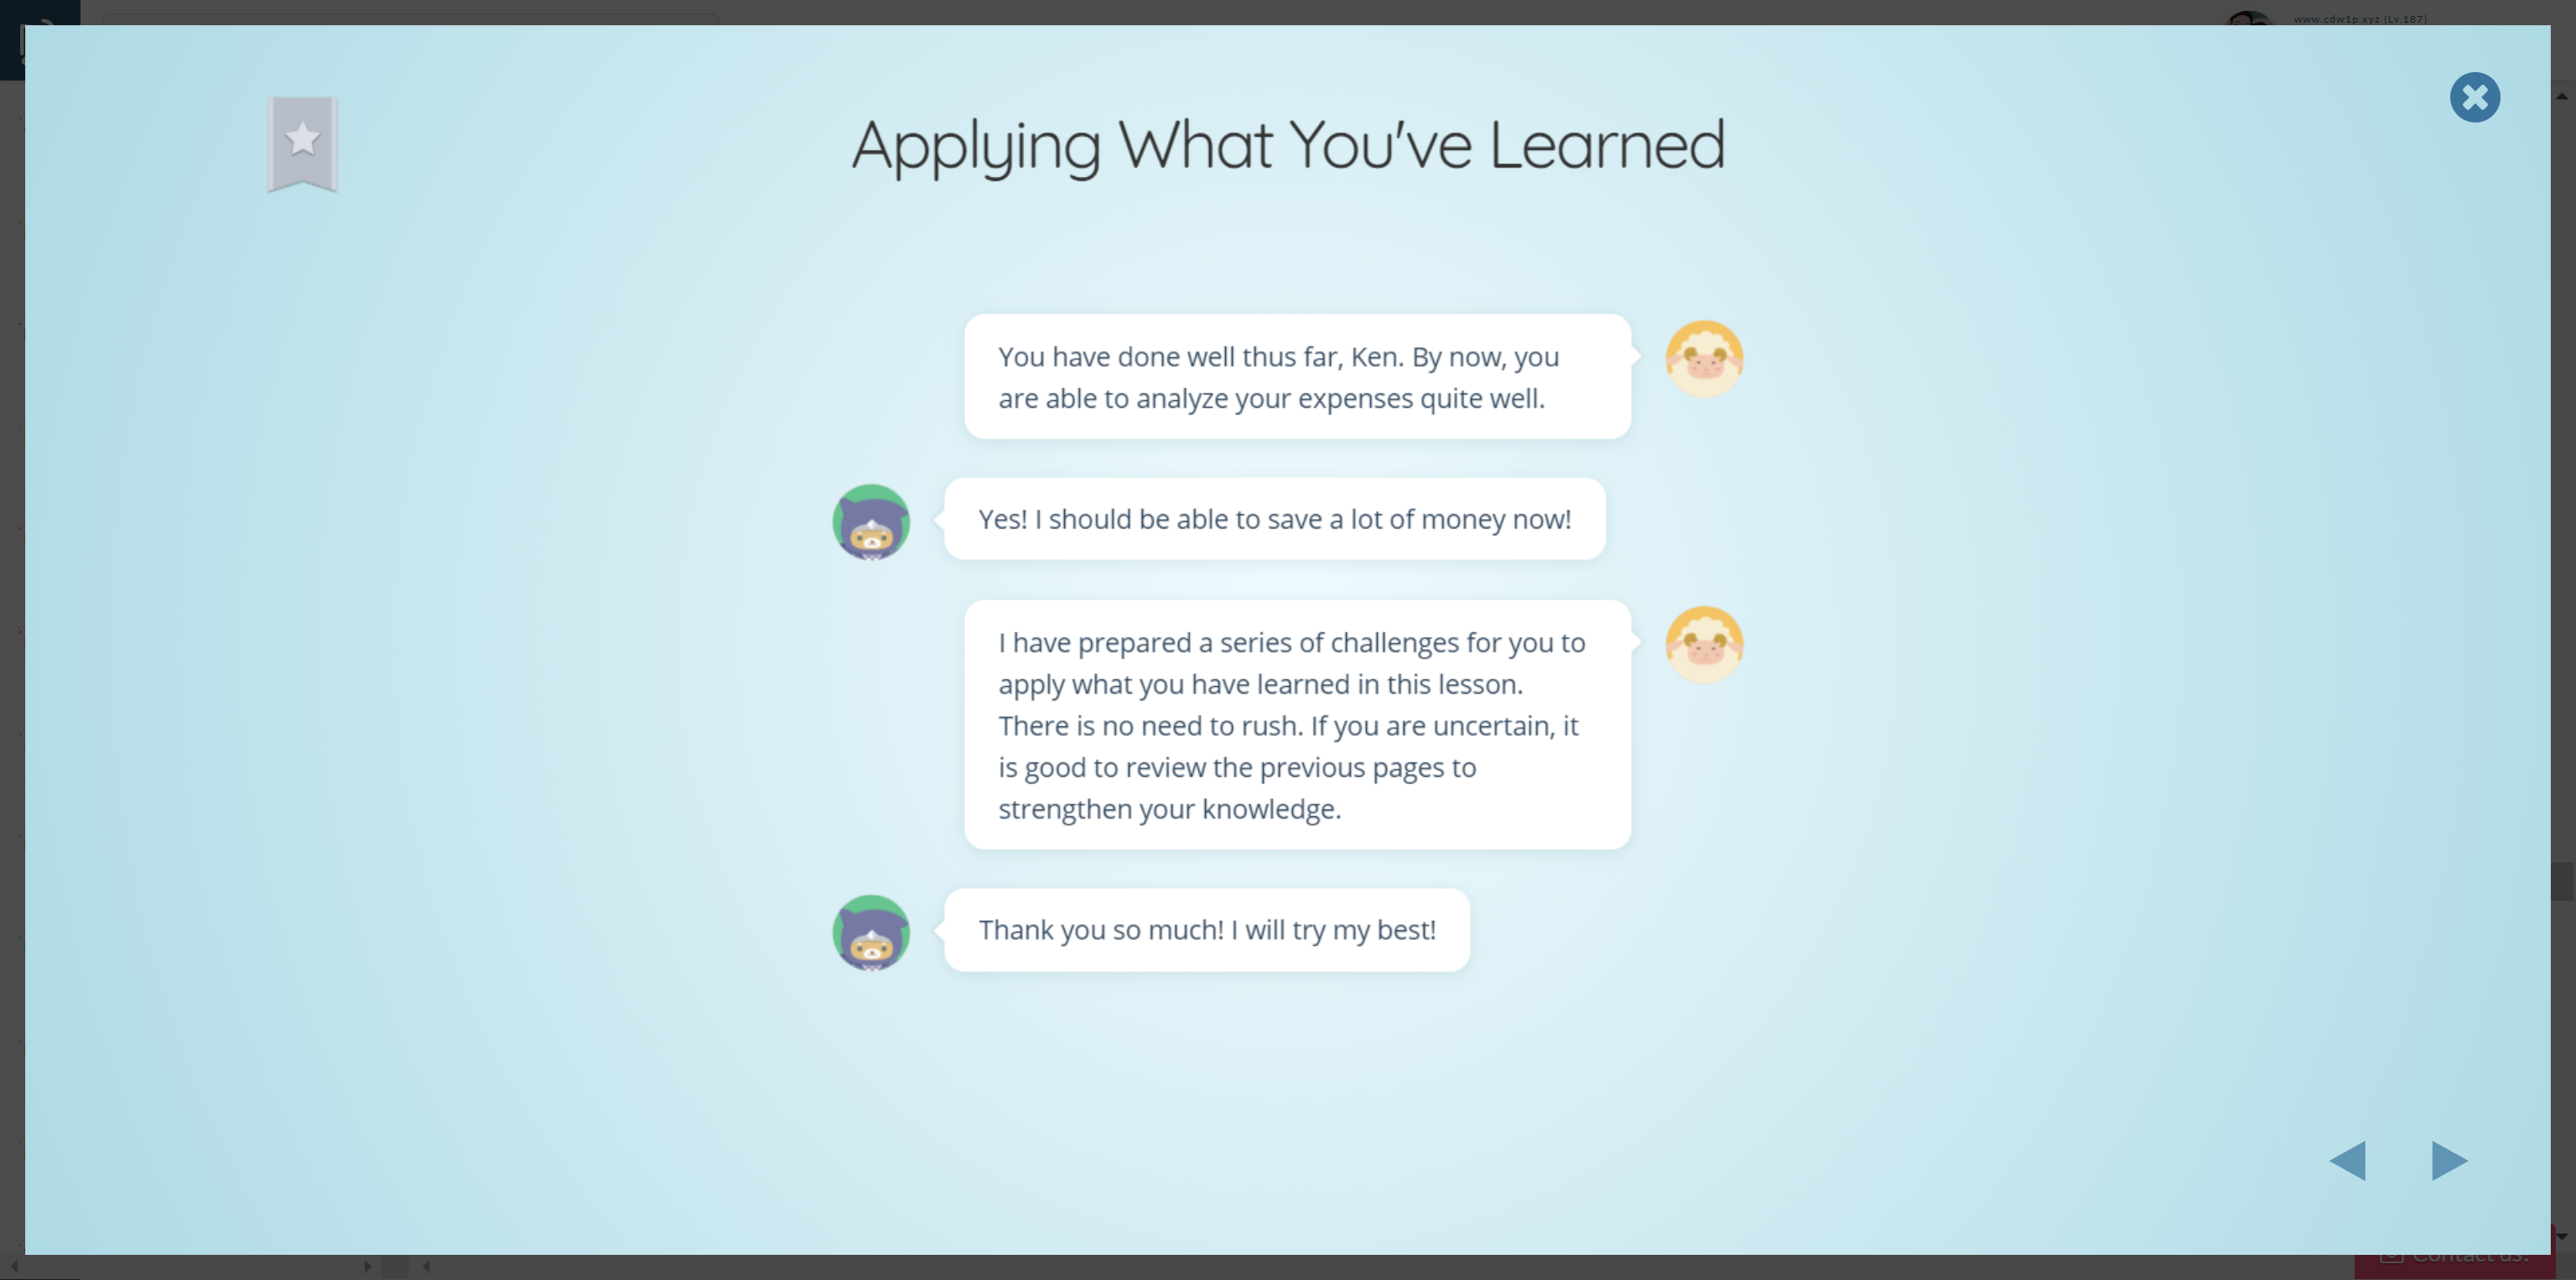 www.cdw1p.xyz (Lv.187)
Applying What You've Learned
You have done well thus far, Ken. By now, you
are able to analyze your expenses quite well.
Yes! I should be able to save a lot of money now!
I have prepared a series of challenges for you to
apply what you have learned in this lesson.
There is no need to rush. If you are uncertain, it
is good to review the previous pages to
strengthen your knowledge.
Thank you so much! I will try my best!
Contact us!